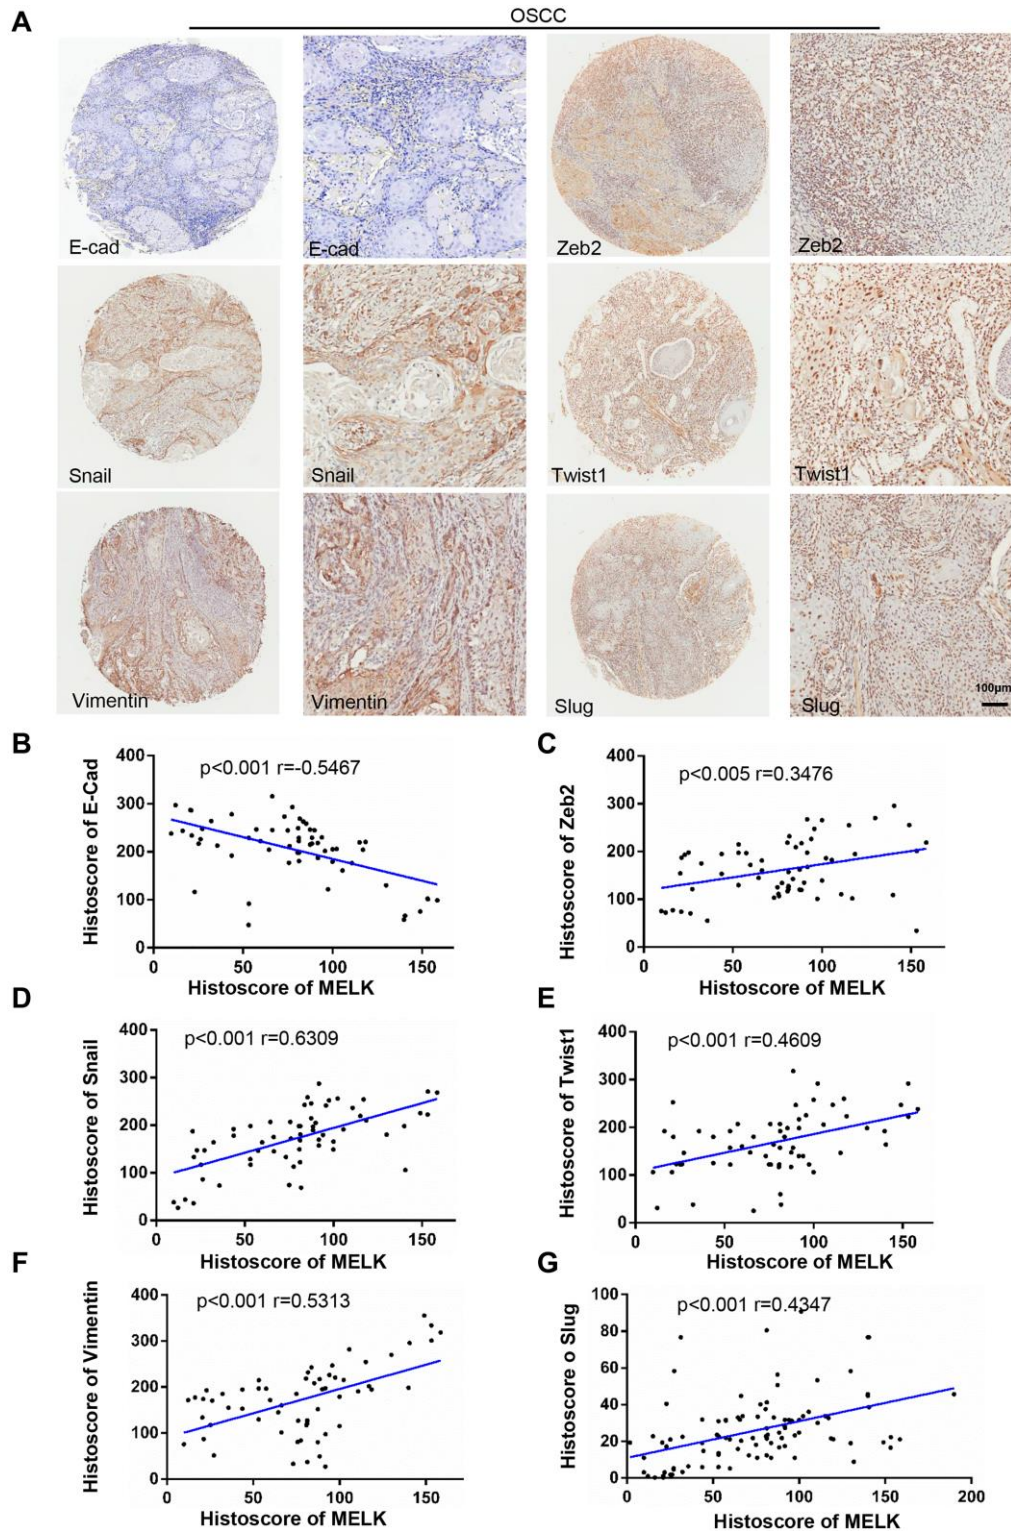 A
OSCC
E-cad
E-cad
Zeb2
Zeb2
Snail
Snail
Twist1
Twist1
Vimentin
Vimentin
Slug
Slug
100μm
B
Histoscore of E-Cad
400
300
200
100
0
p<0.001 r=-0.5467
0
50
100
150
Histoscore of MELK
C
Histoscore of Zeb2
400
300
200
100
0
p<0.005 r=0.3476
0
50
100
150
Histoscore of MELK
D
Histoscore of Snail
400
300
200
100
0
p<0.001 r=0.6309
0
50
100
150
Histoscore of MELK
E
Histoscore of Twist1
400
300
200
100
0
p<0.001 r=0.4609
0
50
100
150
Histoscore of MELK
F
Histoscore of Vimentin
400
300
200
100
0
p<0.001 r=0.5313
0
50
100
150
Histoscore of MELK
G
Histoscore o Slug
100
80
60
40
20
0
p<0.001 r=0.4347
0
50
100
150
200
Histoscore of MELK